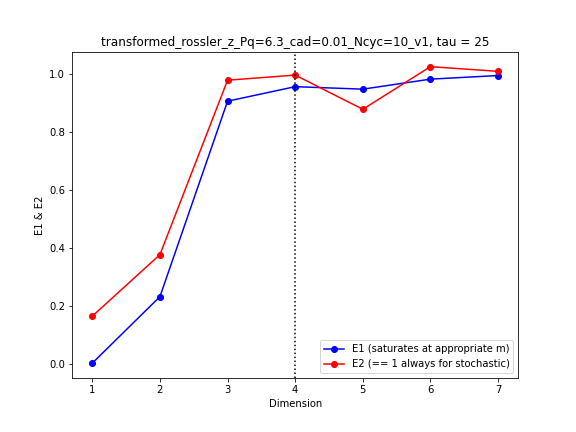 transformed_rossler_z_Pq=6.3_cad=0.01_Ncyc=10_v1, tau = 25
1.0
0.8
0.6
0.4
0.2
0.0
E1 & E2
E1 (saturates at appropriate m)
E2 (== 1 always for stochastic)
1 2 3 4 5 6 7
Dimension